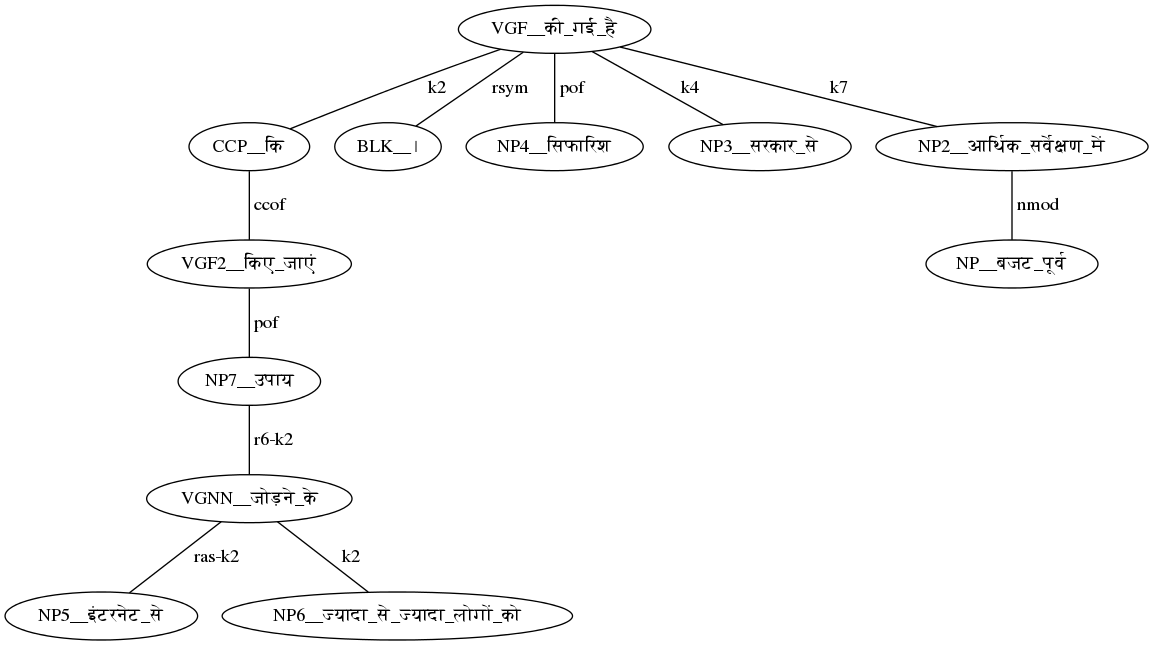 VGF__की_गई_है
k2 rsym pof k4 k7
CCP__कि BLK__। NP4__सिफारिश NP3__सरकार_से NP2__आर्थिक_सर्वेक्षण_में
ccof nmod
VGF2__किए_जाएं NP__बजट_पूर्व
pof
NP7__उपाय
r6-k2
VGNN__जोड़ने_के
ras-k2 k2
NP5__इंटरनेट_से NP6__ज्यादा_से_ज्यादा_लोगों_को